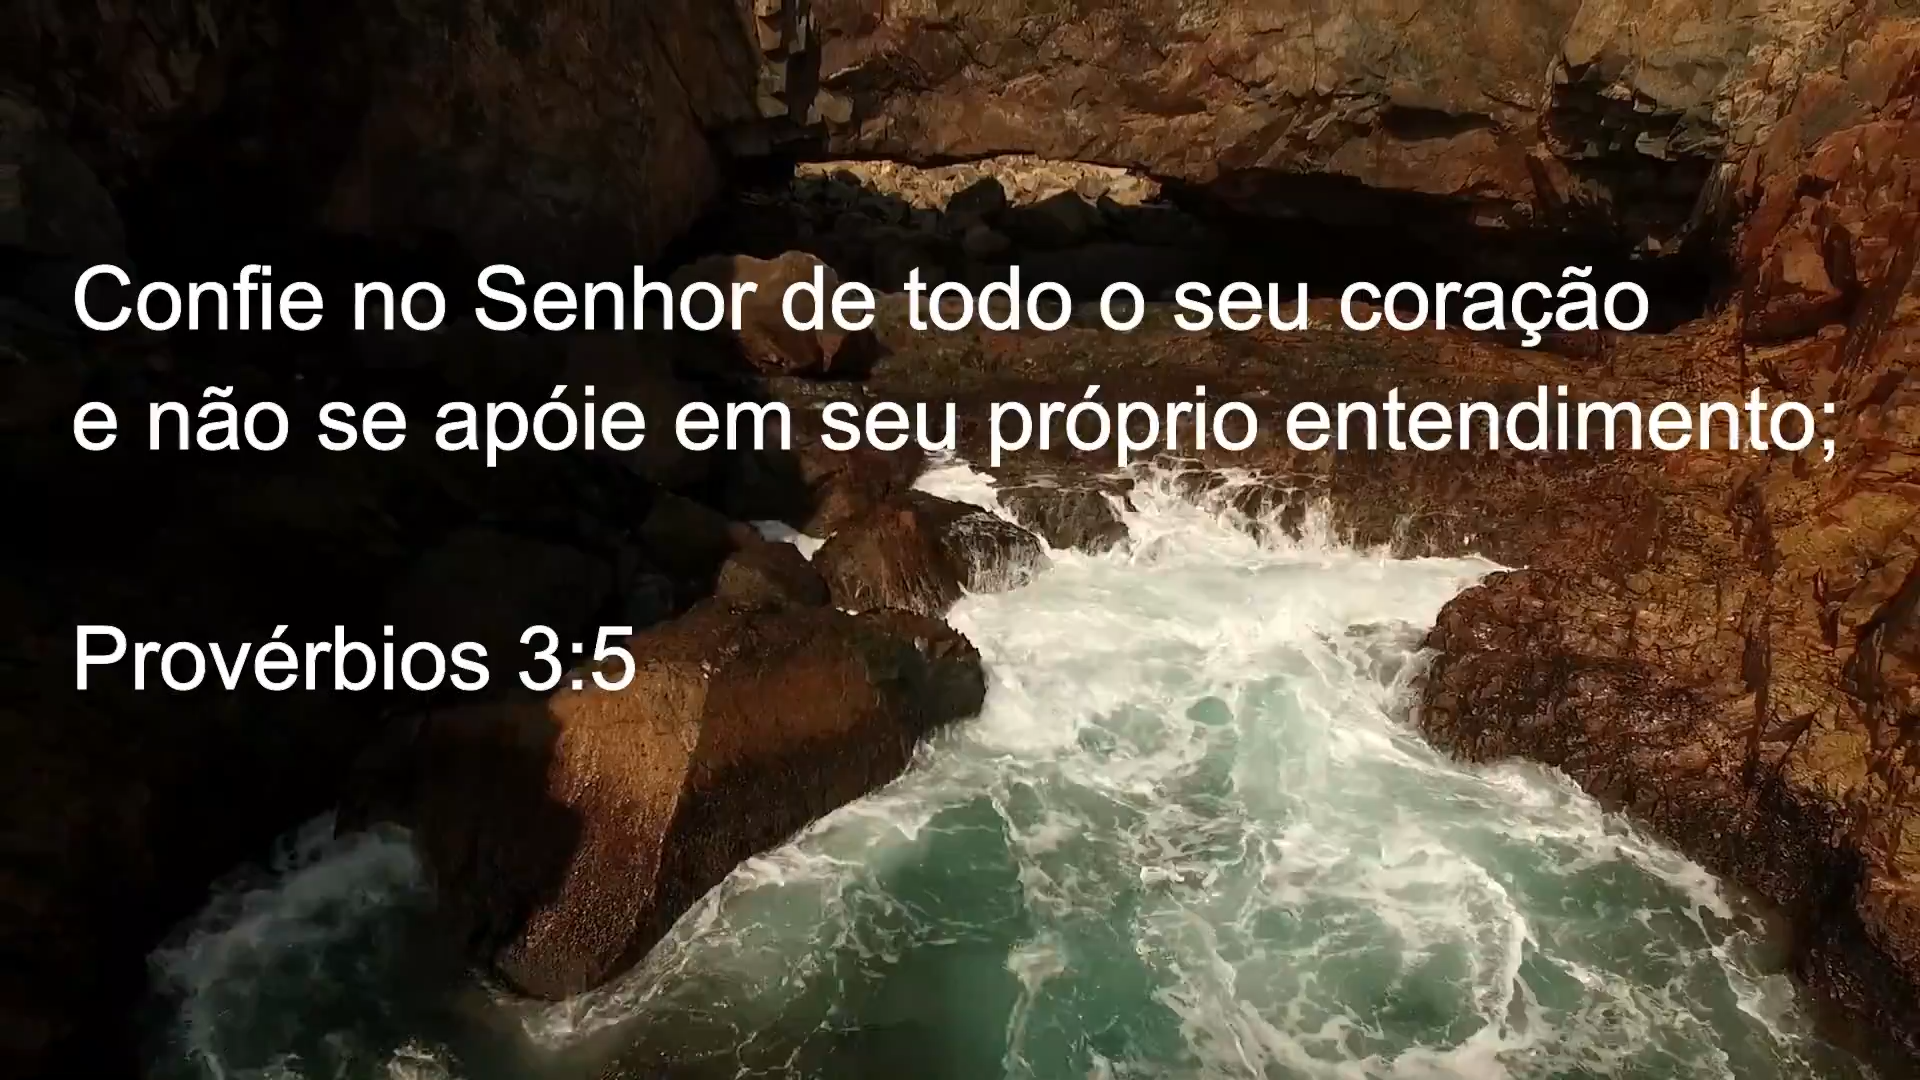 Confie no Senhor de todo o seu coração
e não se apóie em seu próprio entendimento;
Provérbios 3:5